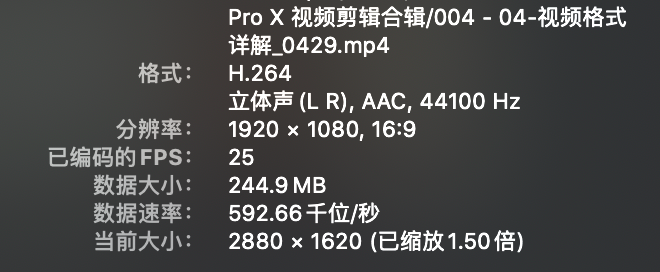 Pro X 视频剪辑合辑/004 - 04-视频格式
详解_0429.mp4
格式： H.264
立体声 (L R), AAC, 44100 Hz
分辨率： 1920 × 1080, 16:9
已编码的FPS： 25
数据大小： 244.9 MB
数据速率： 592.66 千位/秒
当前大小： 2880 × 1620 (已缩放 1.50 倍)